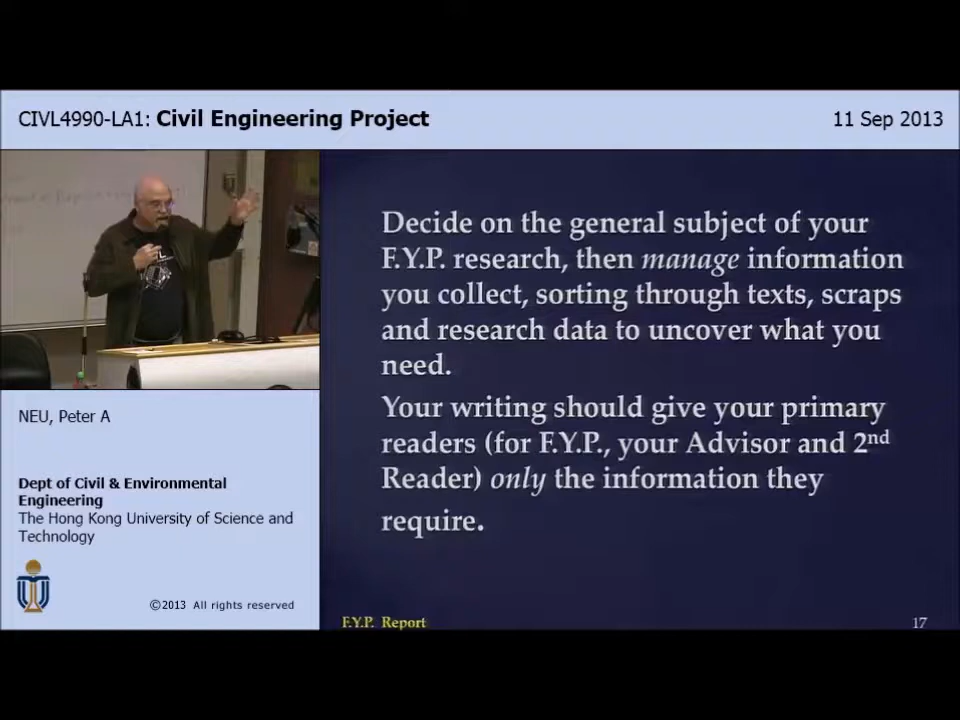 CIVL4990-LA1: Civil Engineering Project
11 Sep 2013
Decide on the general subject of your
F.Y.P. research, then manage information
you collect, sorting through texts, scraps
and research data to uncover what you
need.
Your writing should give your primary
readers (for F.Y.P., your Advisor and 2nd
Reader) only the information they
require.
NEU, Peter A
Dept of Civil & Environmental
Engineering
The Hong Kong University of Science and
Technology
©2013 All rights reserved
F.Y.P. Report
17